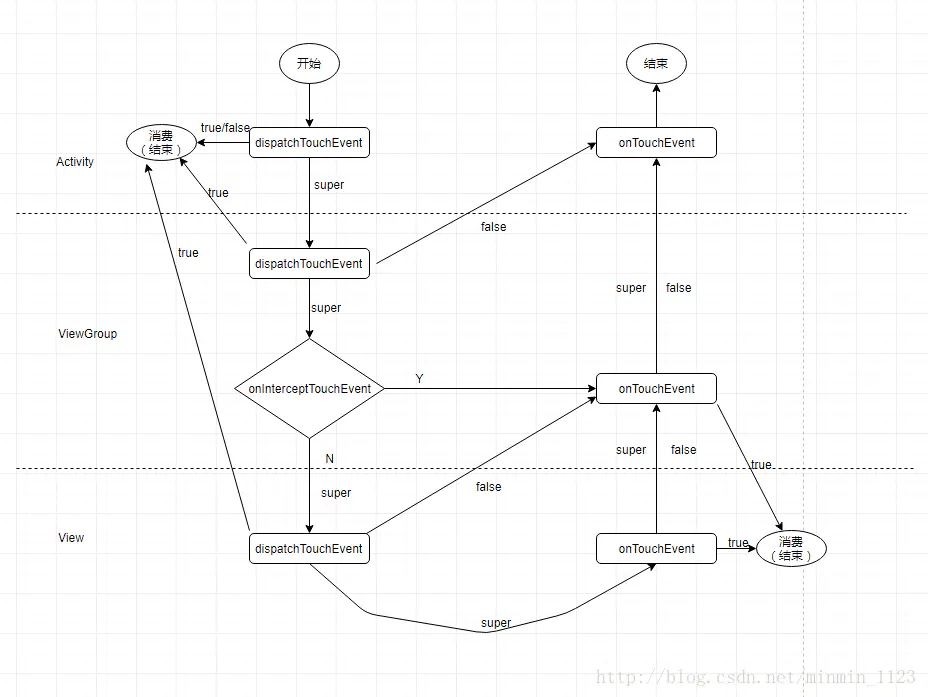 开始
结束
消费
（结束）
true/false
dispatchTouchEvent
onTouchEvent
Activity
super
true
false
true
dispatchTouchEvent
super
super
false
ViewGroup
onInterceptTouchEvent
Y
onTouchEvent
N
super
false
super
false
true
View
dispatchTouchEvent
onTouchEvent
true
消费
（结束）
super
http://blog.csdn.net/minmin_1123